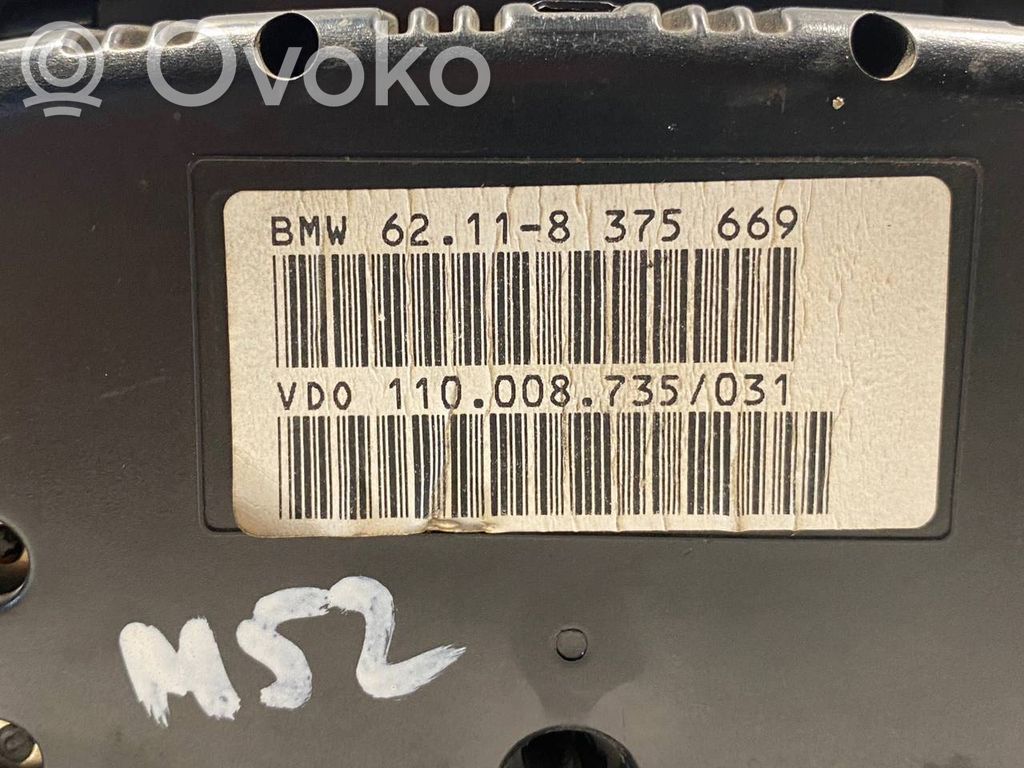 Ovoko
BMW 62.11-8 375 669
VDO 110.008.735/031
M52